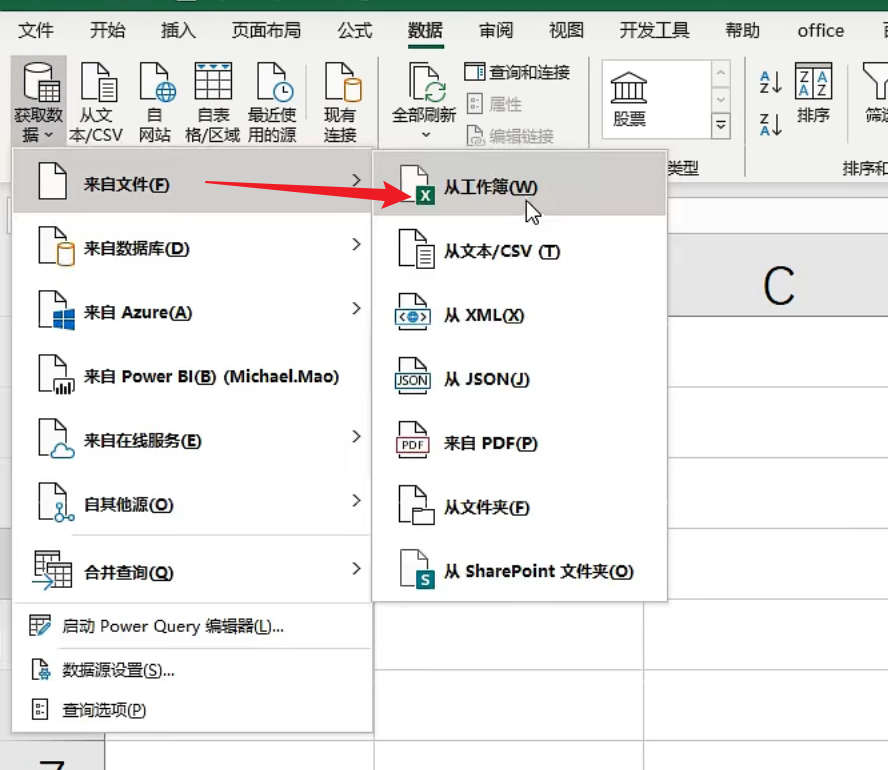 文件 开始 插入 页面布局 公式 数据 审阅 视图 开发工具 帮助 office
获取数据
从文本/CSV
自网站
自表格/区域
最近使用的源
现有连接
全部刷新
查询和连接
属性
编辑链接
股票
类型
Z A
A Z
排序
排序和
来自文件(F)
来自数据库(D)
来自 Azure(A)
来自 Power BI(B) (Michael.Mao)
来自在线服务(E)
自其他源(O)
合并查询(Q)
启动 Power Query 编辑器(L)...
数据源设置(S)...
查询选项(P)
X 从工作簿(W)
从文本/CSV (T)
从 XML(X)
JSON 从 JSON(J)
PDF 来自 PDF(P)
从文件夹(F)
S 从 SharePoint 文件夹(O)
C